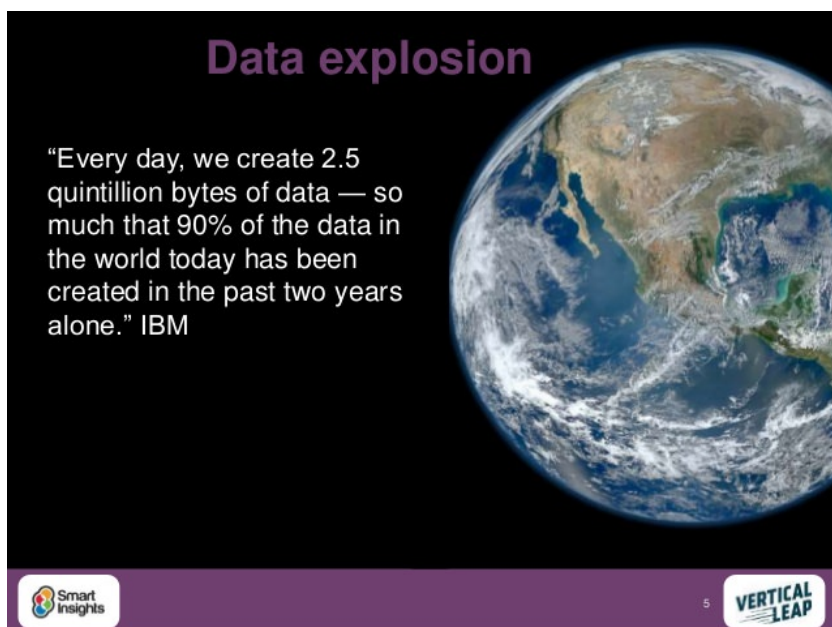 Data explosion
“Every day, we create 2.5
quintillion bytes of data — so
much that 90% of the data in
the world today has been
created in the past two years
alone.” IBM
Smart
Insights
5
VERTICAL
LEAP